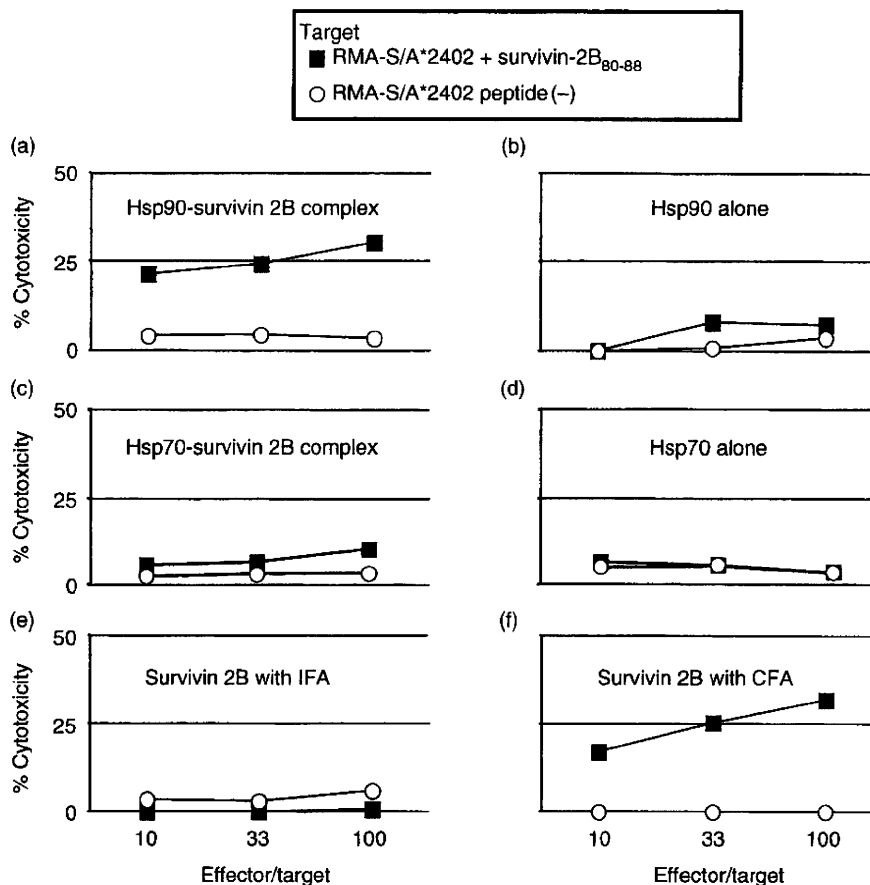 Target
RMA-S/A*2402 + survivin-2B80-88
RMA-S/A*2402 peptide (–)
(a)
50
Hsp90-survivin 2B complex
25
0
% Cytotoxicity
(b)
Hsp90 alone
(c)
50
Hsp70-survivin 2B complex
25
0
% Cytotoxicity
(d)
Hsp70 alone
(e)
50
Survivin 2B with IFA
25
0
% Cytotoxicity
10 33 100
Effector/target
(f)
Survivin 2B with CFA
10 33 100
Effector/target